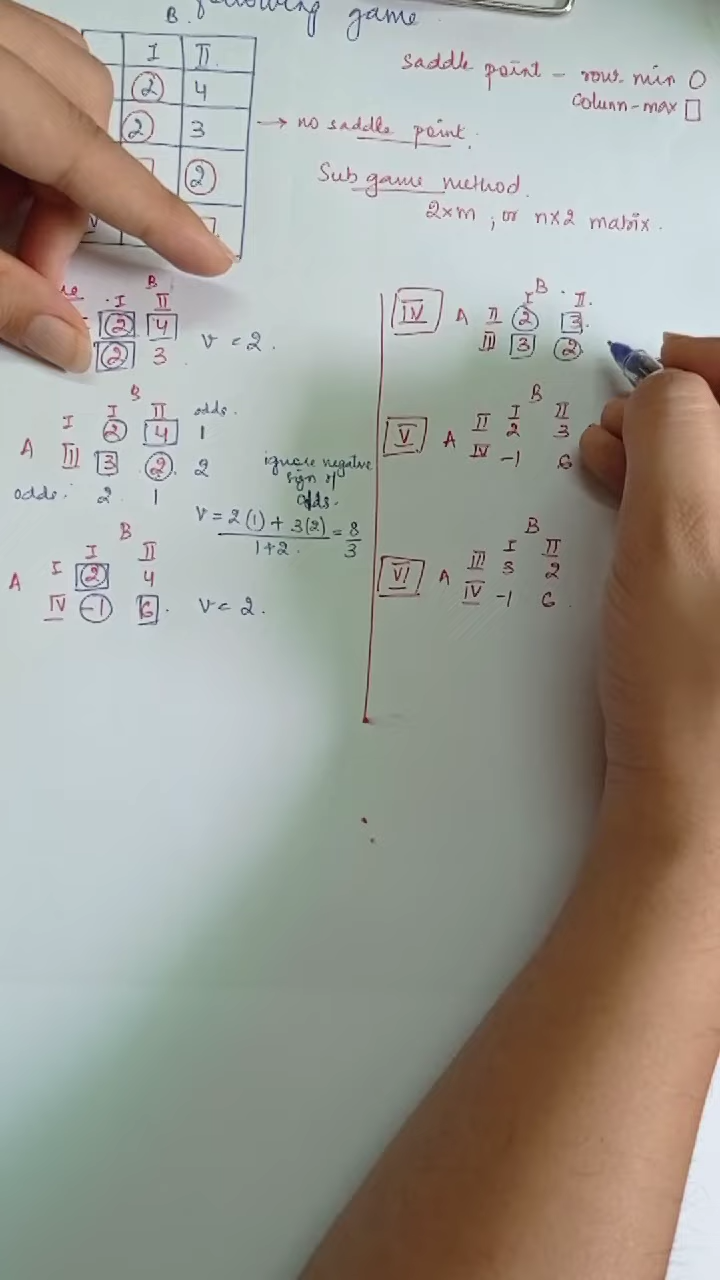 following game.
B.
I II
2 4
2 3
2
saddle point - row min O
column-max □
→ no saddle point.
Sub game method.
2×m, or n×2 matrix.
B
I II
2 4
2 3 V = 2.
B
I II odds.
A I 2 4 1
III 3 2 2
odds: 2 1
ignore negative
sign of
odds.
V = 2(1) + 3(2) = 8
1+2. 3
B
I II
A I 2 4
IV -1 6. V = 2.
IV A B
I II.
II 2 3.
III 3 2
V A B
I II
II 2 3
IV -1 6
VI A B
I II
III 3 2
IV -1 6